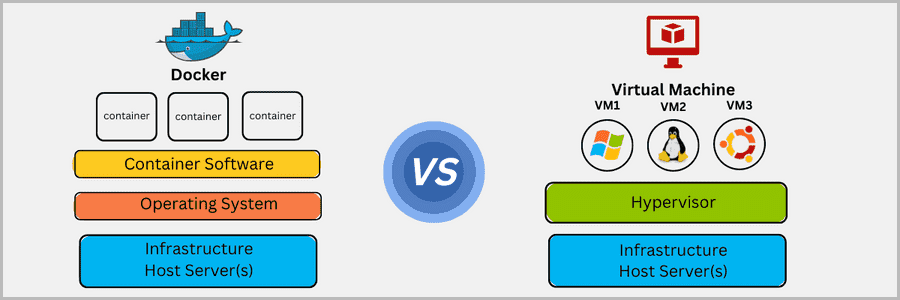 Docker
container
container
container
Container Software
Operating System
Infrastructure
Host Server(s)
VS
Virtual Machine
VM1
VM2
VM3
Hypervisor
Infrastructure
Host Server(s)